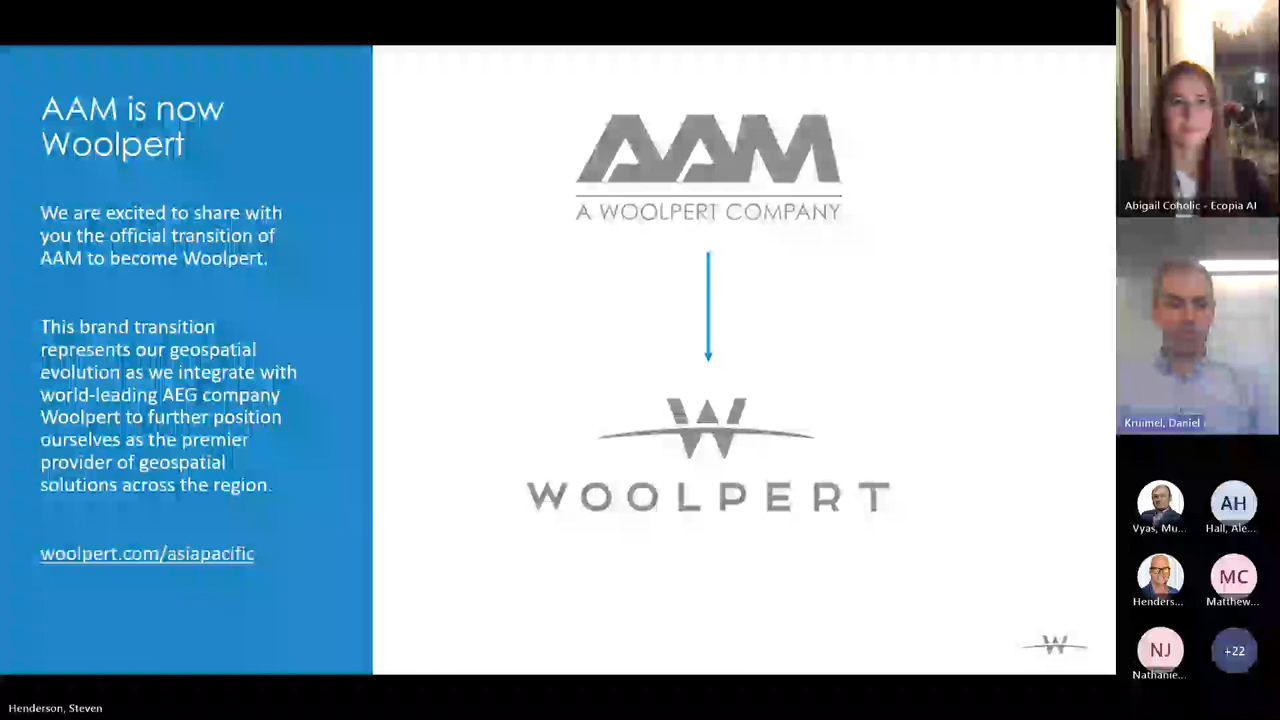 AAM is now
Woolpert
We are excited to share with
you the official transition of
AAM to become Woolpert.
This brand transition
represents our geospatial
evolution as we integrate with
world-leading AEG company
Woolpert to further position
ourselves as the premier
provider of geospatial
solutions across the region.
woolpert.com/asiapacific
AAM
A WOOLPERT COMPANY
W
WOOLPERT
W
Abigail Coholic - Ecopia AI
Kruimel, Daniel
Vyas, Mu...
AH
Hall, Ale...
Henders...
MC
Matthew...
NJ
Nathanie...
+22
Henderson, Steven